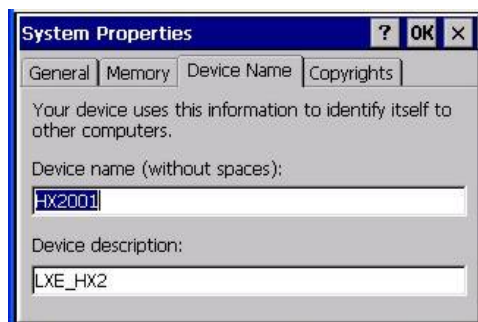 System Properties ? OK ×
General Memory Device Name Copyrights
Your device uses this information to identify itself to
other computers.
Device name (without spaces):
HX2001
Device description:
LXE_HX2